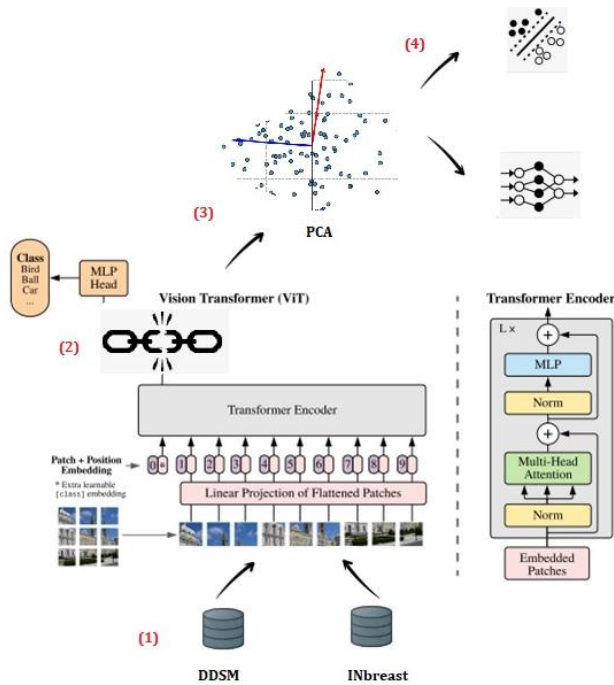 (4)
(3)
PCA
Class
Bird
Ball
Car
...
MLP
Head
Vision Transformer (ViT)
(2)
Transformer Encoder
Patch + Position
Embedding
* Extra learnable
[class] embedding
0 *
1
2
3
4
5
6
7
8
9
Linear Projection of Flattened Patches
(1)
DDSM
INbreast
Transformer Encoder
L x
+
MLP
Norm
+
Multi-Head
Attention
Norm
Embedded
Patches